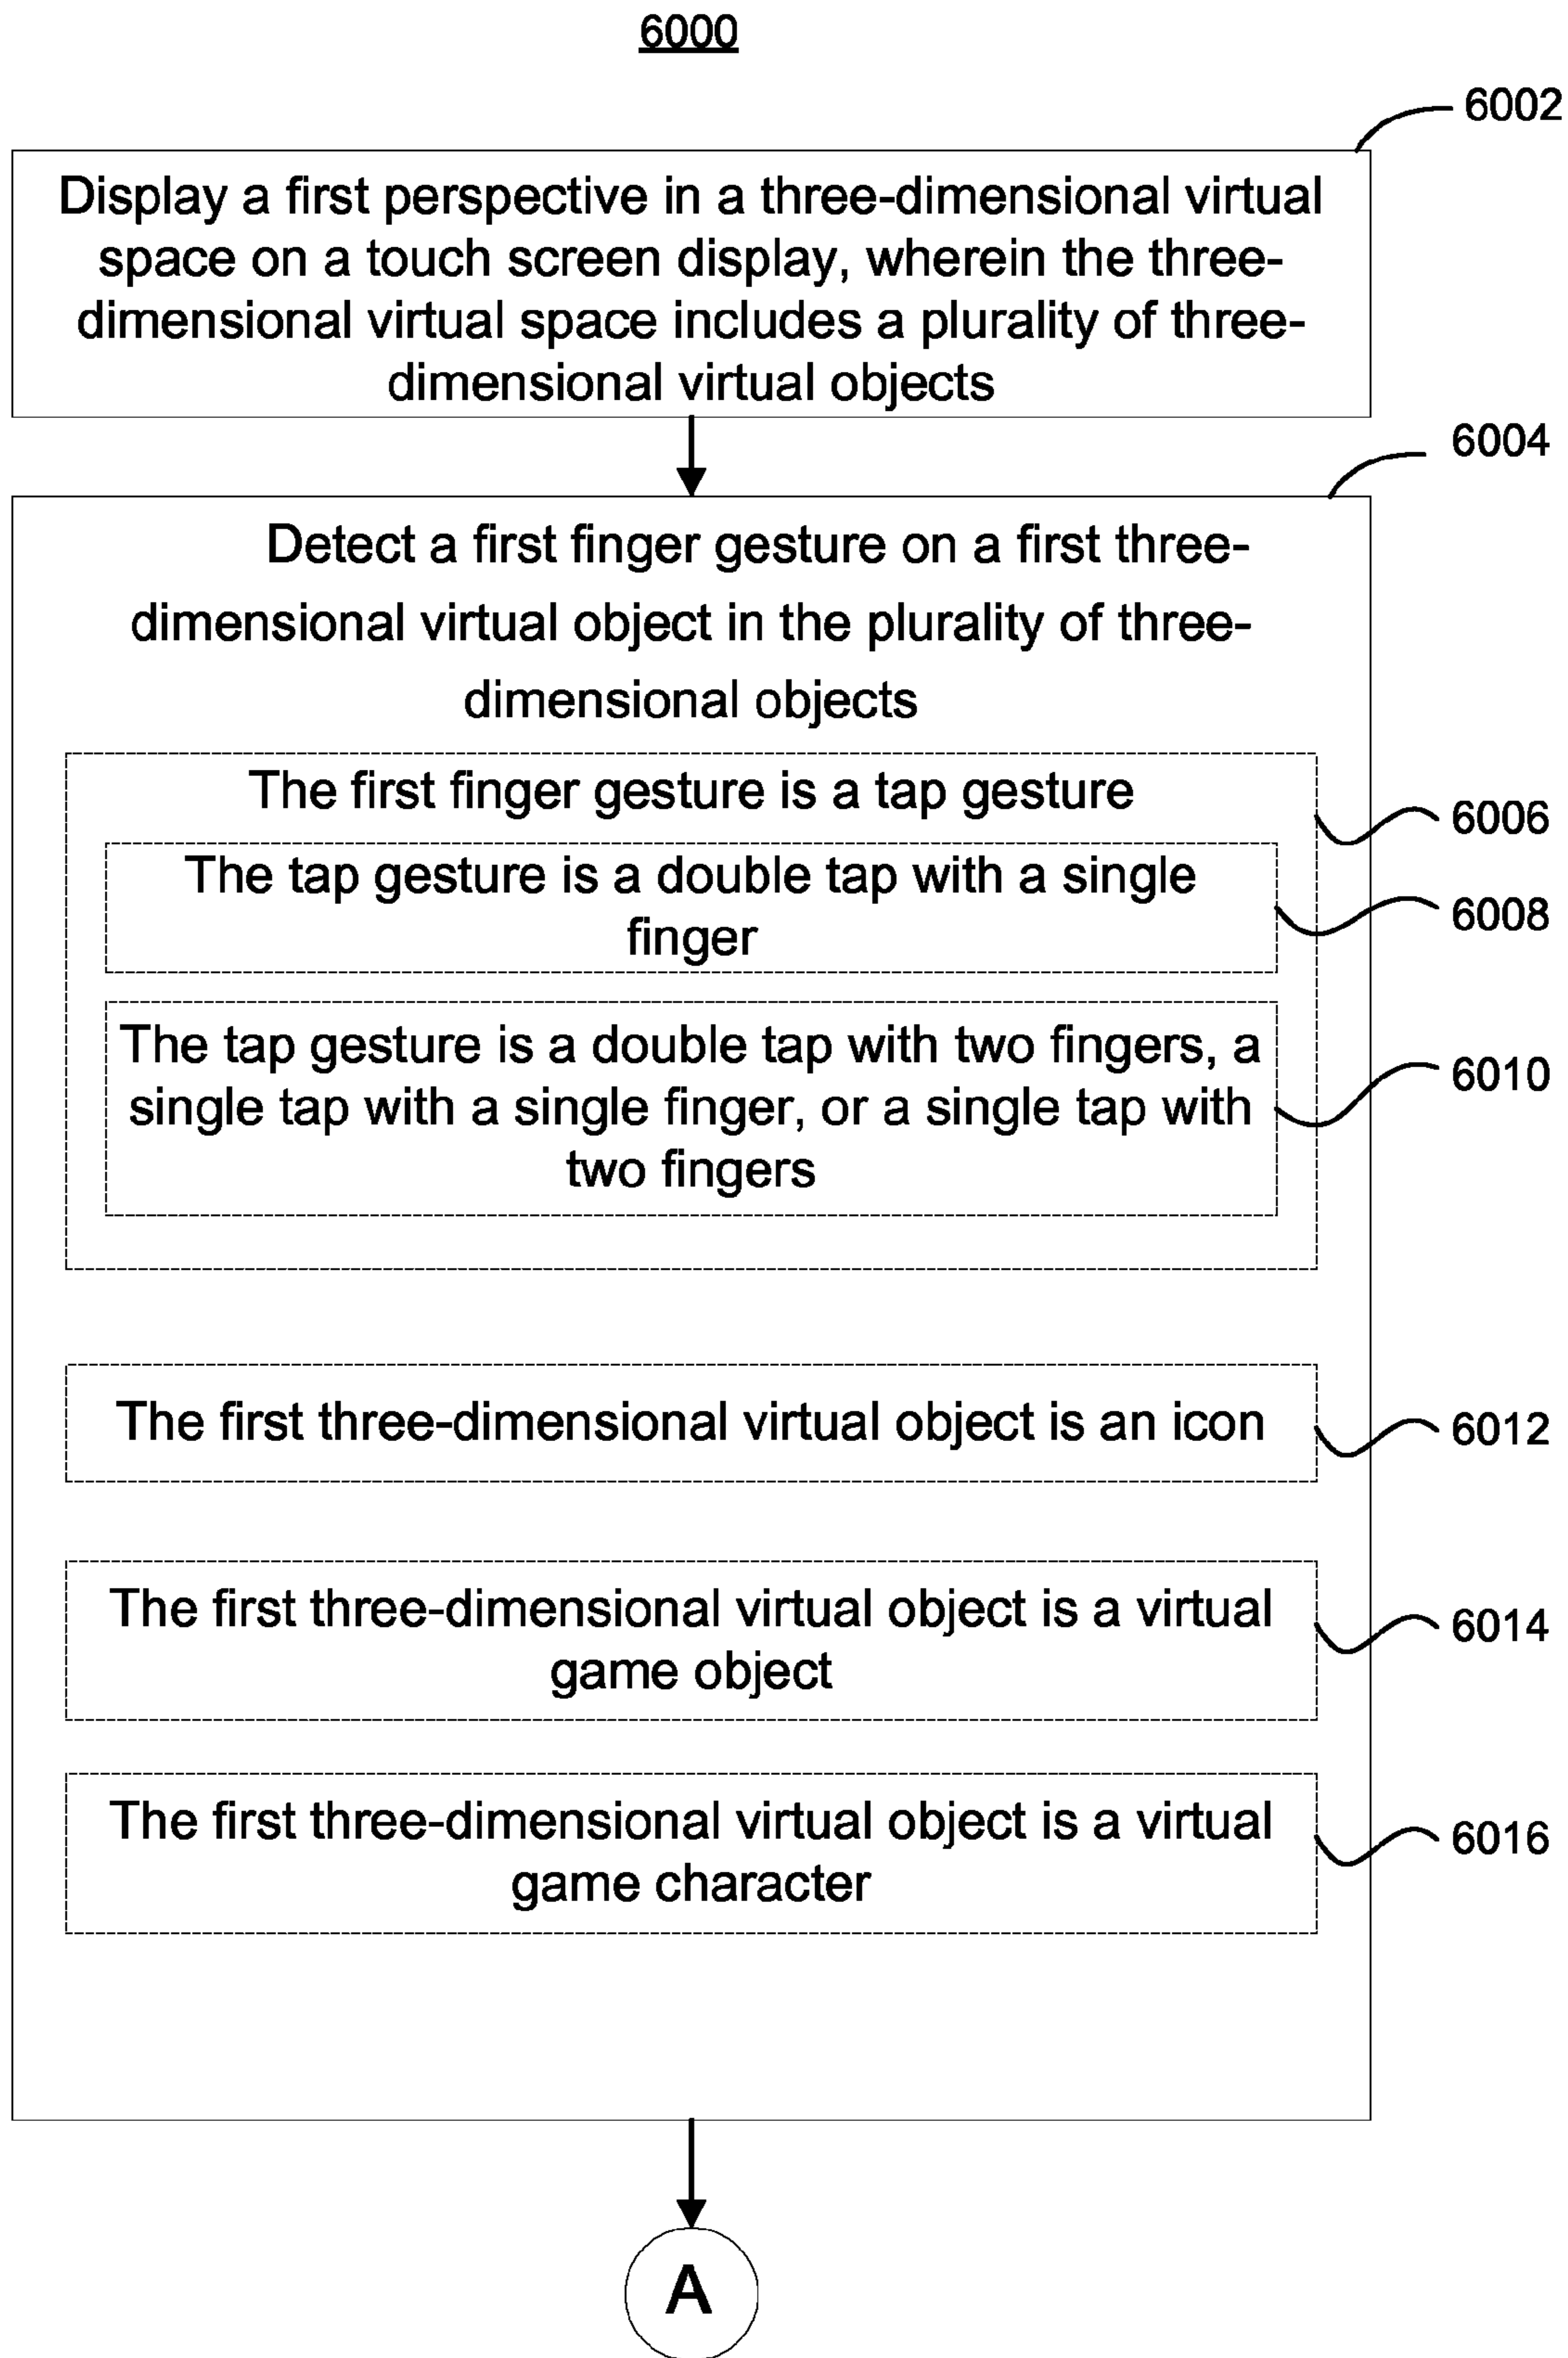 6000
6002
Display a first perspective in a three-dimensional virtual
space on a touch screen display, wherein the three-
dimensional virtual space includes a plurality of three-
dimensional virtual objects
6004
Detect a first finger gesture on a first three-
dimensional virtual object in the plurality of three-
dimensional objects
The first finger gesture is a tap gesture
6006
The tap gesture is a double tap with a single
finger
6008
The tap gesture is a double tap with two fingers, a
single tap with a single finger, or a single tap with
two fingers
6010
The first three-dimensional virtual object is an icon
6012
The first three-dimensional virtual object is a virtual
game object
6014
The first three-dimensional virtual object is a virtual
game character
6016
A